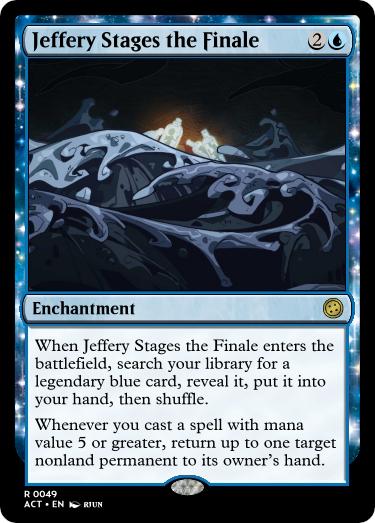 Jeffery Stages the Finale 2
Enchantment
When Jeffery Stages the Finale enters the
battlefield, search your library for a
legendary blue card, reveal it, put it into
your hand, then shuffle.
Whenever you cast a spell with mana
value 5 or greater, return up to one target
nonland permanent to its owner's hand.
R 0049
ACT • EN RJUN